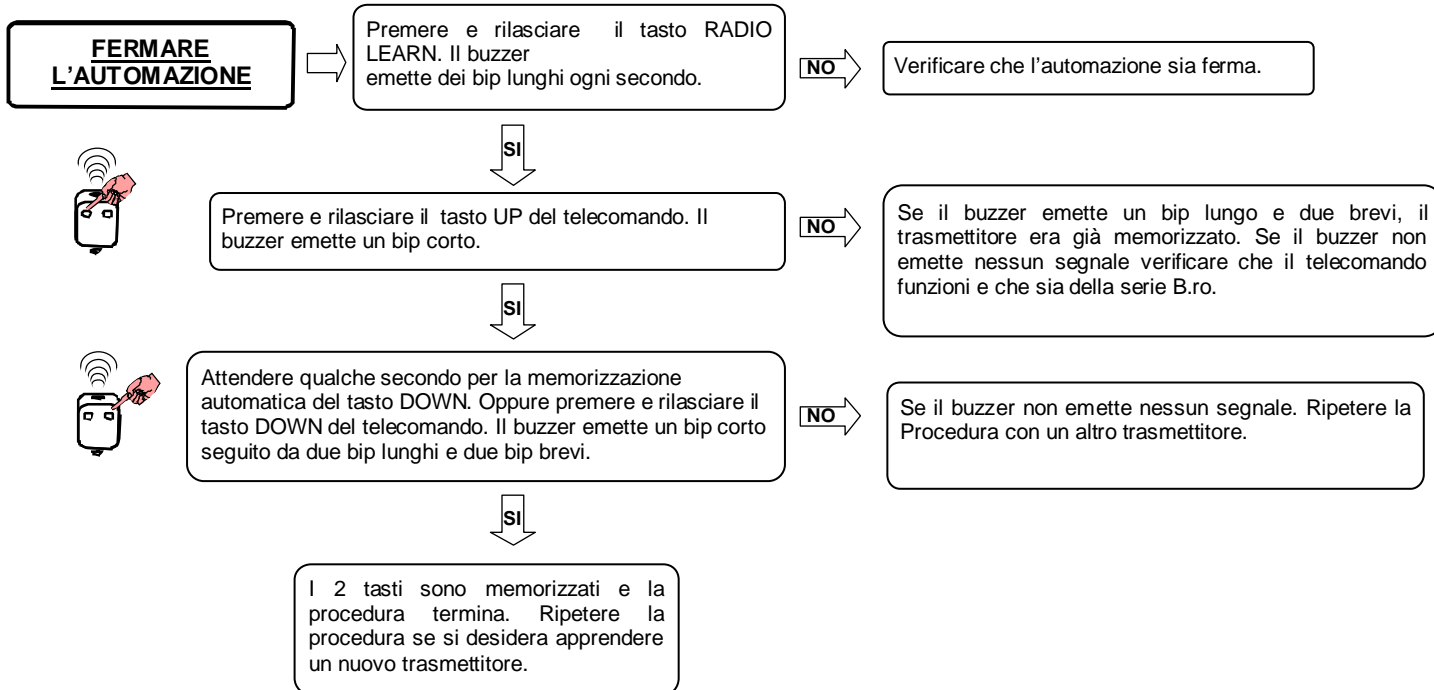 FERMARE
L'AUTOMAZIONE
Premere e rilasciare il tasto RADIO
LEARN. Il buzzer
emette dei bip lunghi ogni secondo.
NO
Verificare che l'automazione sia ferma.
SI
Premere e rilasciare il tasto UP del telecomando. Il
buzzer emette un bip corto.
NO
Se il buzzer emette un bip lungo e due brevi, il
trasmettitore era già memorizzato. Se il buzzer non
emette nessun segnale verificare che il telecomando
funzioni e che sia della serie B.ro.
SI
Attendere qualche secondo per la memorizzazione
automatica del tasto DOWN. Oppure premere e rilasciare il
tasto DOWN del telecomando. Il buzzer emette un bip corto
seguito da due bip lunghi e due bip brevi.
NO
Se il buzzer non emette nessun segnale. Ripetere la
Procedura con un altro trasmettitore.
SI
I 2 tasti sono memorizzati e la
procedura termina. Ripetere la
procedura se si desidera apprendere
un nuovo trasmettitore.